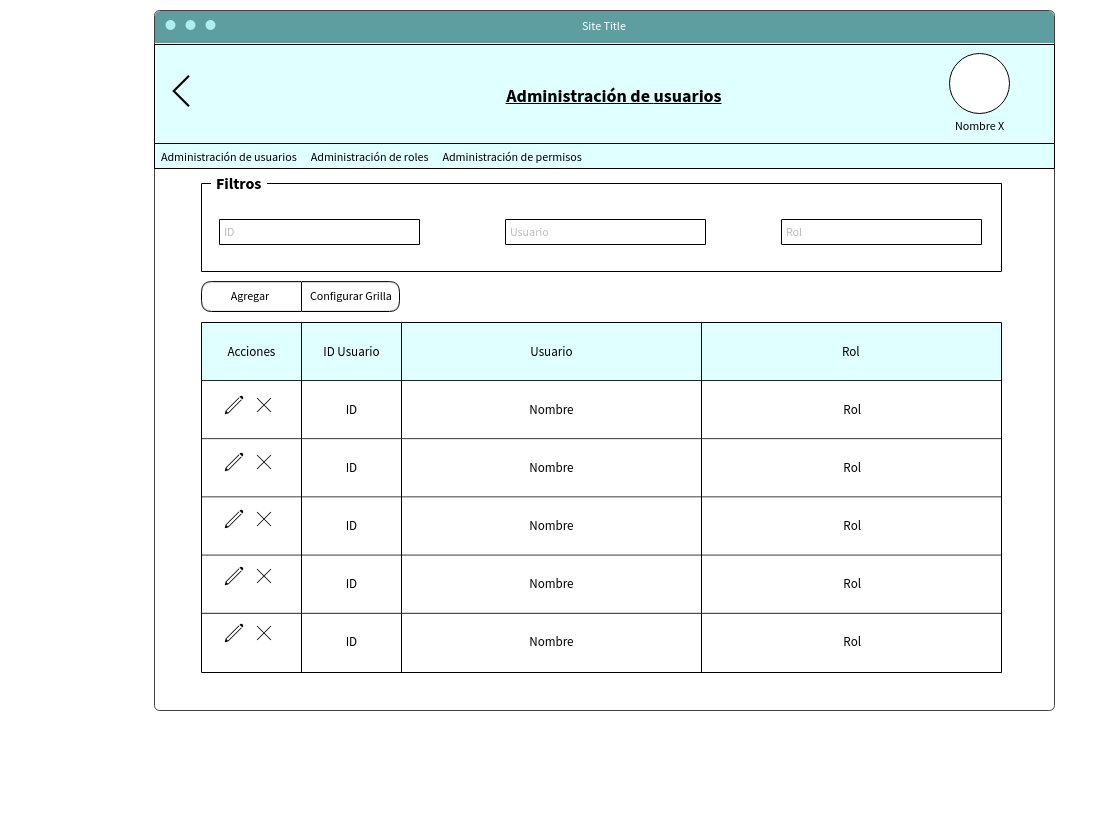 Site Title
Administración de usuarios
Nombre X
Administración de usuarios Administración de roles Administración de permisos
Filtros
ID Usuario Rol
Agregar Configurar Grilla
Acciones ID Usuario Usuario Rol
ID Nombre Rol
ID Nombre Rol
ID Nombre Rol
ID Nombre Rol
ID Nombre Rol